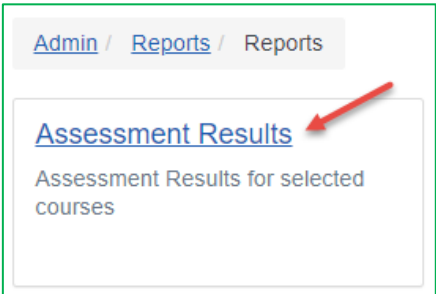 Admin / Reports / Reports
Assessment Results
Assessment Results for selected
courses